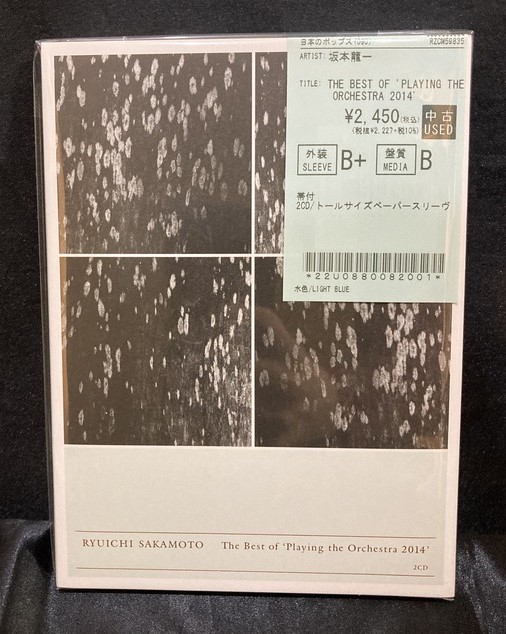 日本のポップス(080) RZCM59835
ARTIST: 坂本龍一
TITLE: THE BEST OF 'PLAYING THE
ORCHESTRA 2014'
¥2,450(税込)
(税抜¥2,227+税10%)
中古
USED
外装
SLEEVE B+
盤質
MEDIA B
帯付
2CD/トールサイズペーパースリーヴ
*22U0880082001*
水色/LIGHT BLUE
RYUICHI SAKAMOTO The Best of ‘Playing the Orchestra 2014’
2CD